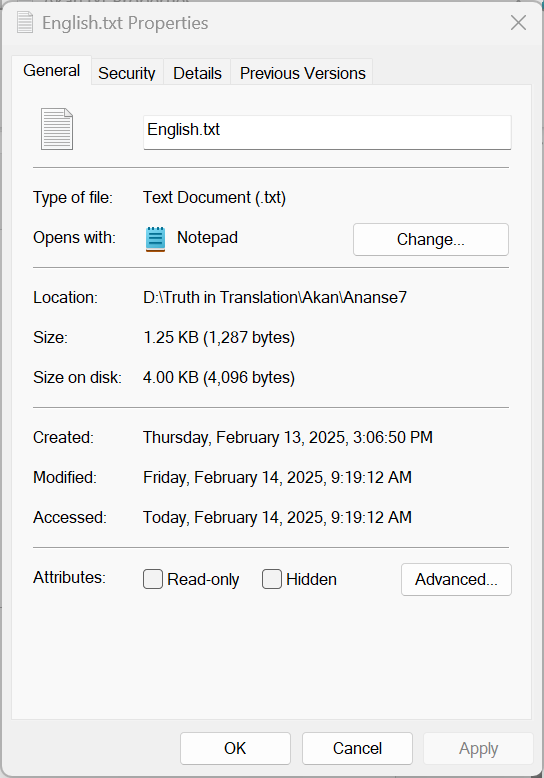 English.txt Properties
General Security Details Previous Versions
English.txt
Type of file: Text Document (.txt)
Opens with: Notepad Change...
Location: D:\Truth in Translation\Akan\Ananse7
Size: 1.25 KB (1,287 bytes)
Size on disk: 4.00 KB (4,096 bytes)
Created: Thursday, February 13, 2025, 3:06:50 PM
Modified: Friday, February 14, 2025, 9:19:12 AM
Accessed: Today, February 14, 2025, 9:19:12 AM
Attributes: Read-only Hidden Advanced...
OK Cancel Apply